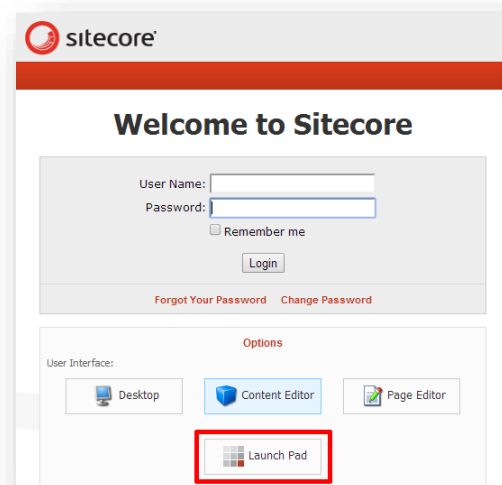 sitecore
Welcome to Sitecore
User Name:
Password:
Remember me
Login
Forgot Your Password Change Password
Options
User Interface:
Desktop Content Editor Page Editor
Launch Pad